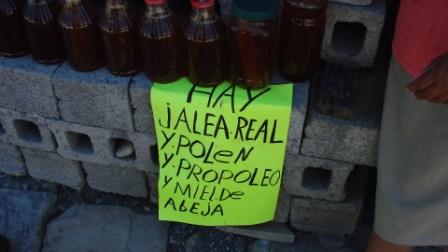 HAY
JALEA REAL
Y POLEN
Y PROPOLEO
Y MIEL DE
ABEJA